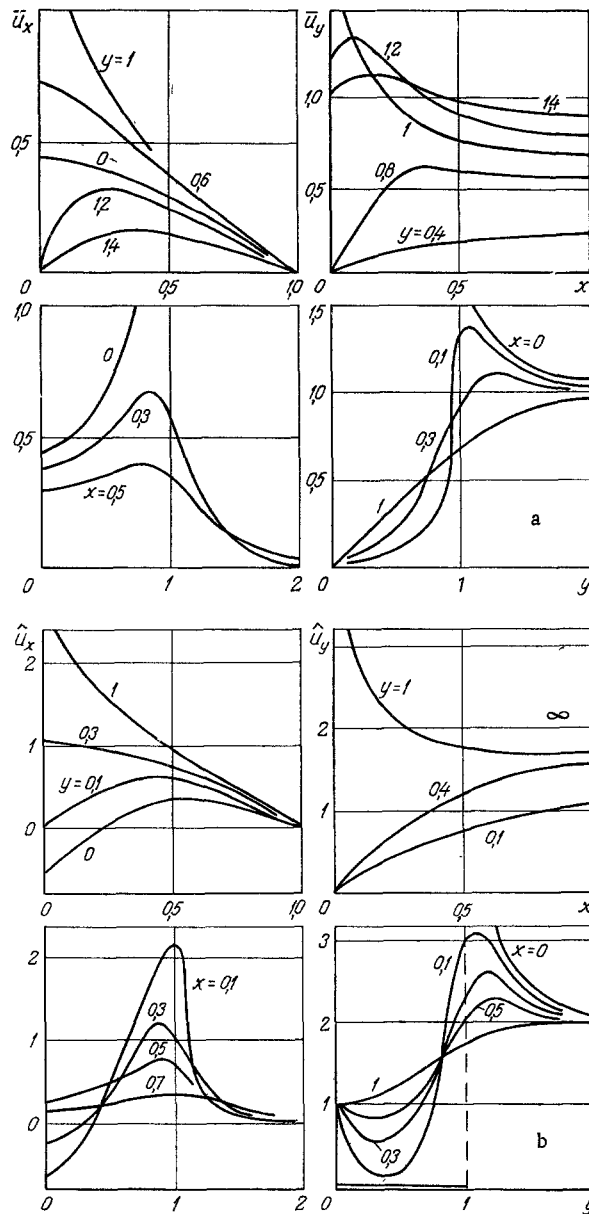 ūx ūy
y=1 1,2
1,0 1,4
0,5 0- 0,6 1
0,5 0,8
1,2
1,4 y=0,4
0 0,5 1,0 0 0,5 x
1,0 1,5
0 0,1 x=0
0,3 1,0
0,5 0,3
x=0,5 0,5 1
a
0 1 2 0 1 y
ûx ûy
2 1 y=1
0,3 2 ∞
1 0,4
y=0,1 1
0 0 0,1
0 0,5 1,0 0 0,5 x
3
2 x=0,1 0,1 x=0
0,3 2 0,5
1 0,5 1
0,7 1
0 0,3 b
0 1 2 0 1 y